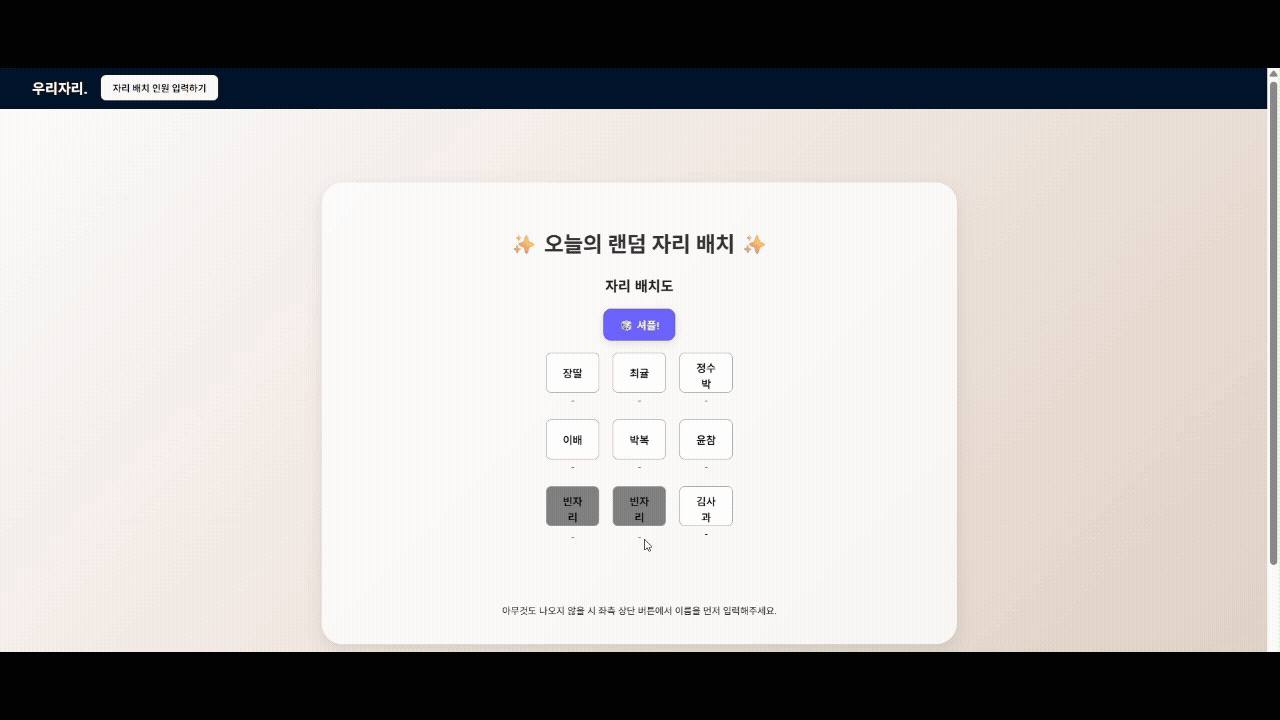 우리자리. 자리 배치 인원 입력하기
✨ 오늘의 랜덤 자리 배치 ✨
자리 배치도
🎲 셔플!
장딸 최귤 정수
박
- - -
이배 박복 윤참
- - -
빈자 빈자 김사
리 리 과
- - -
아무것도 나오지 않을 시 좌측 상단 버튼에서 이름을 먼저 입력해주세요.